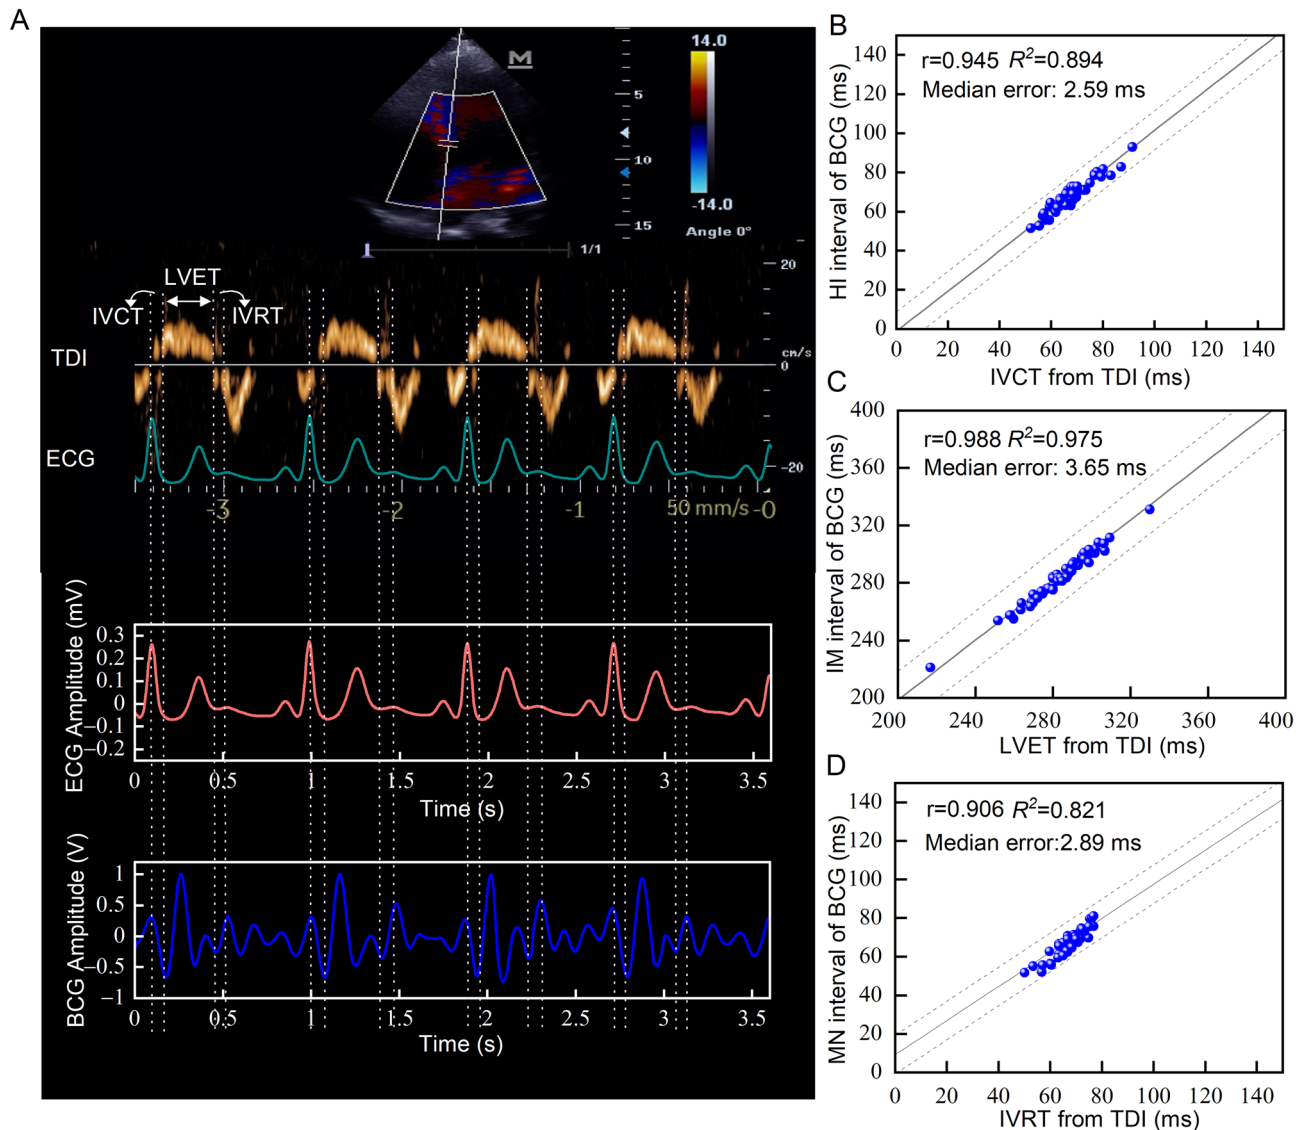 A
M
14.0
-14.0
Angle 0°
5
10
15
1/1
20
LVET
IVCT
IVRT
TDI
cm/s
0
ECG
-20
-3
-2
-1
50 mm/s
-0
ECG Amplitude (mV)
0.3
0.2
0.1
0
−0.1
−0.2
0 0.5 1 1.5 2 2.5 3 3.5
Time (s)
BCG Amplitude (V)
1
0.5
0
−0.5
−1
0 0.5 1 1.5 2 2.5 3 3.5
Time (s)
B
r=0.945 R²=0.894
Median error: 2.59 ms
HI interval of BCG (ms)
140
120
100
80
60
40
20
0
0 20 40 60 80 100 120 140
IVCT from TDI (ms)
C
r=0.988 R²=0.975
Median error: 3.65 ms
IM interval of BCG (ms)
400
360
320
280
240
200
200 240 280 320 360 400
LVET from TDI (ms)
D
r=0.906 R²=0.821
Median error:2.89 ms
MN interval of BCG (ms)
140
120
100
80
60
40
20
0
0 20 40 60 80 100 120 140
IVRT from TDI (ms)